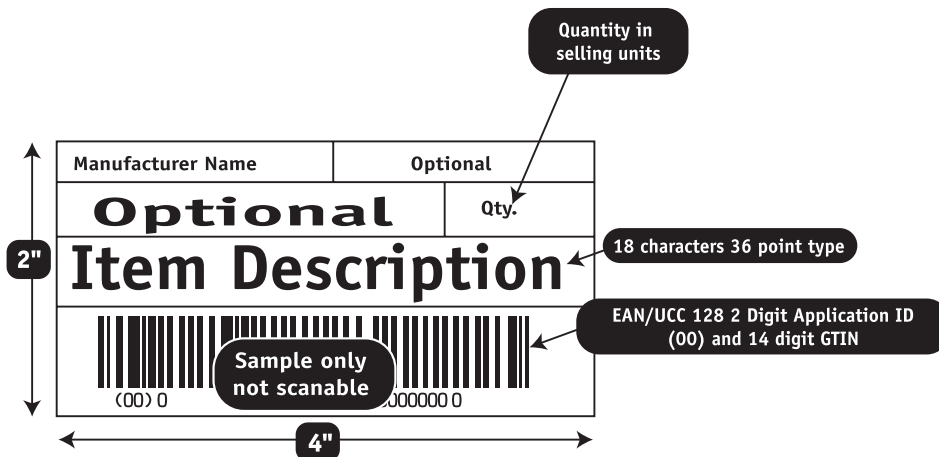 Quantity in
selling units
Manufacturer Name
Optional
Optional
Qty.
2"
Item Description
18 characters 36 point type
EAN/UCC 128 2 Digit Application ID
(00) and 14 digit GTIN
Sample only
not scanable
(00) 0
000000 0
4"